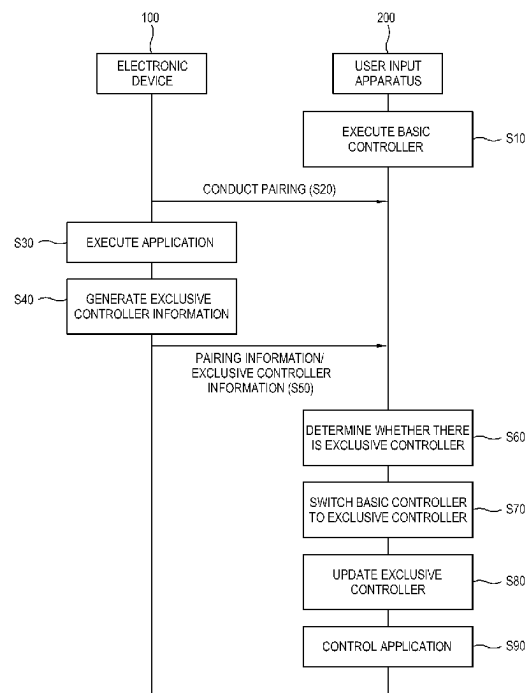 100
200
ELECTRONIC
DEVICE
USER INPUT
APPARATUS
EXECUTE BASIC
CONTROLLER
S10
CONDUCT PAIRING (S20)
S30
EXECUTE APPLICATION
S40
GENERATE EXCLUSIVE
CONTROLLER INFORMATION
PAIRING INFORMATION/
EXCLUSIVE CONTROLLER
INFORMATION (S50)
DETERMINE WHETHER THERE
IS EXCLUSIVE CONTROLLER
S60
SWITCH BASIC CONTROLLER
TO EXCLUSIVE CONTROLLER
S70
UPDATE EXCLUSIVE
CONTROLLER
S80
CONTROL APPLICATION
S90